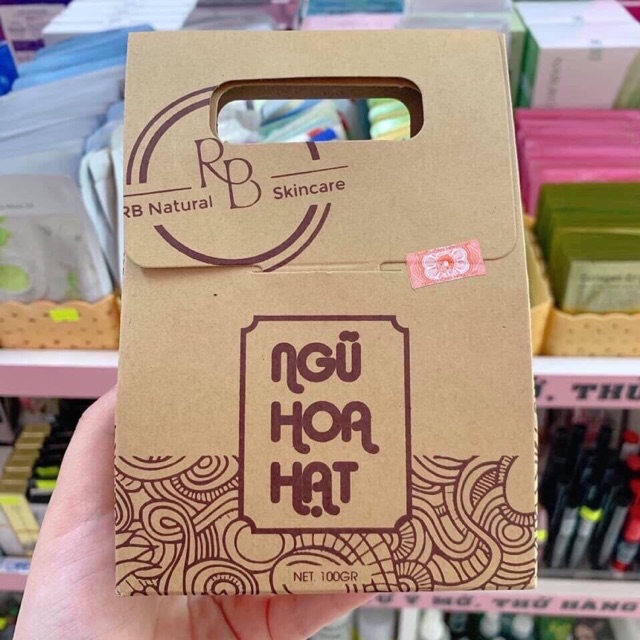 RB
RB Natural Skincare
NGŨ
HOA
HẠT
NET. 100GR